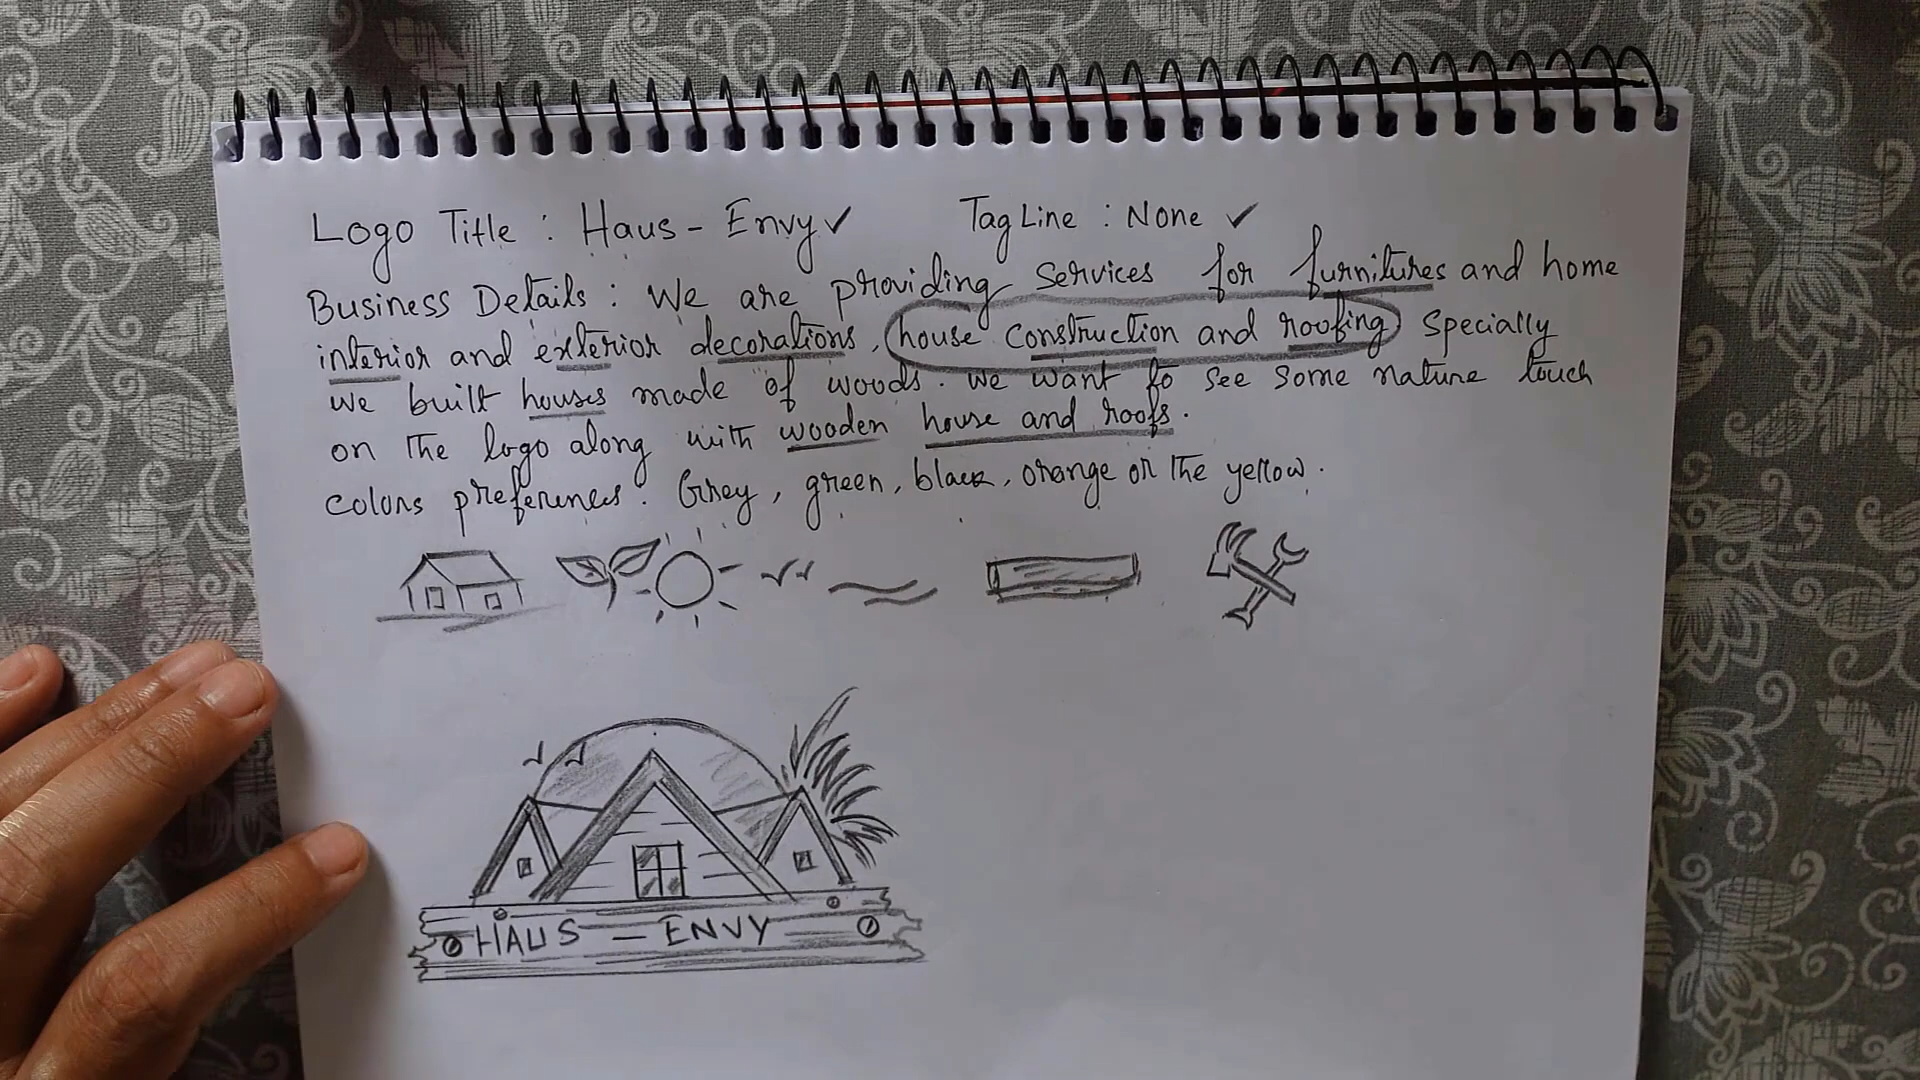 Logo Title : Haus - Envy✓ TagLine : None ✓
Business Details : We are providing services for furnitures and home
interior and exterior decorations, house construction and roofing specially
we built houses made of woods. we want to see some nature touch
on the logo along with wooden house and roofs.
colors preferences: Grey, green, black, orange or the yellow.
HAUS - ENVY